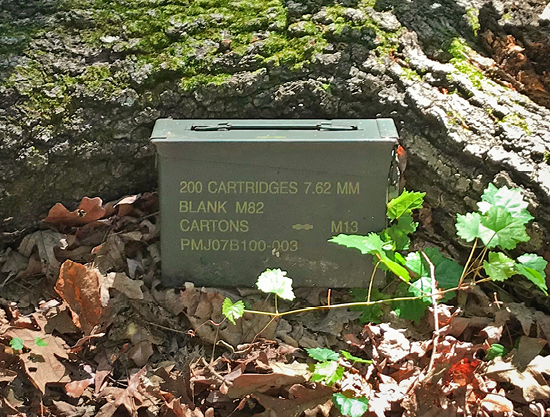 200 CARTRIDGES 7.62 MM
BLANK M82
CARTONS M13
PMJ07B100-003